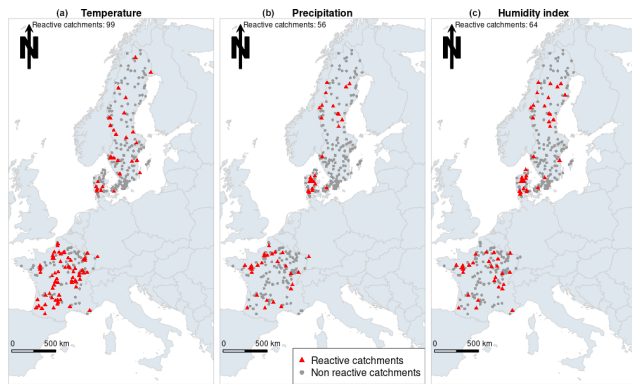 (a) Temperature
Reactive catchments: 99
N
0 500 km
(b) Precipitation
Reactive catchments: 56
N
0 500 km
(c) Humidity index
Reactive catchments: 64
N
0 500 km
Reactive catchments
Non reactive catchments